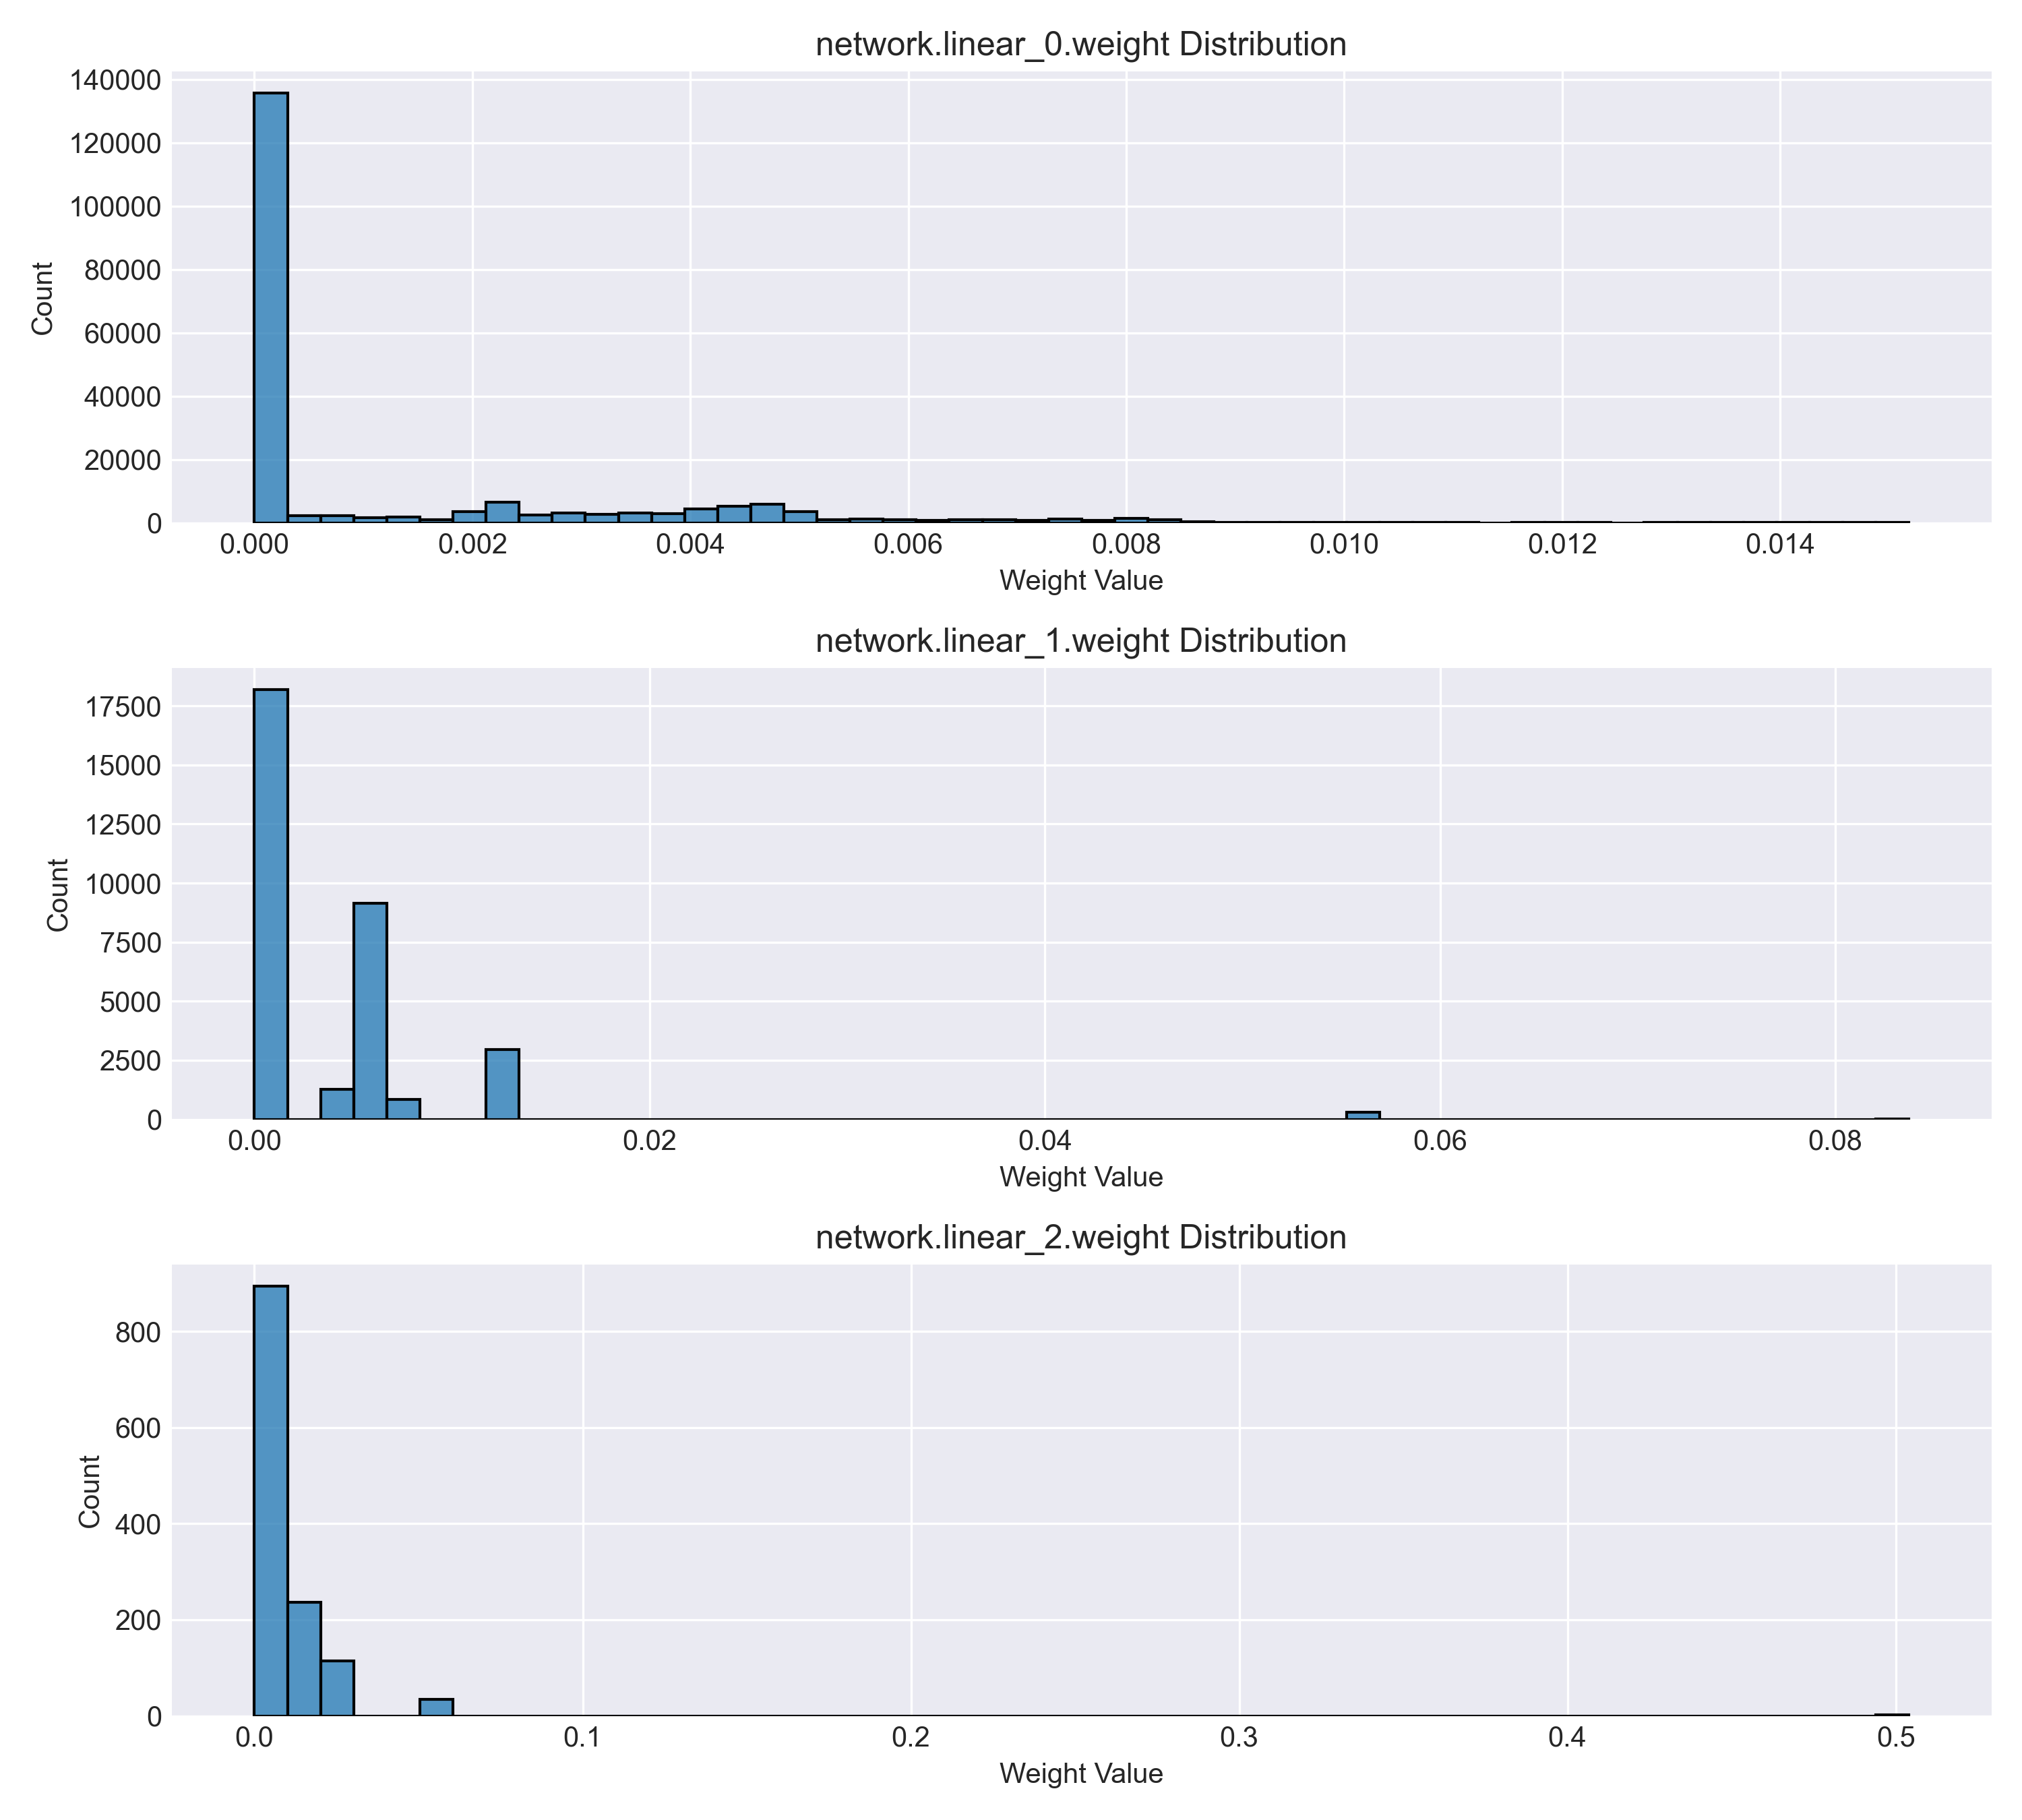 network.linear_0.weight Distribution
140000
120000
100000
80000
60000
40000
20000
0
Count
0.000 0.002 0.004 0.006 0.008 0.010 0.012 0.014
Weight Value
network.linear_1.weight Distribution
17500
15000
12500
10000
7500
5000
2500
0
Count
0.00 0.02 0.04 0.06 0.08
Weight Value
network.linear_2.weight Distribution
800
600
400
200
0
Count
0.0 0.1 0.2 0.3 0.4 0.5
Weight Value